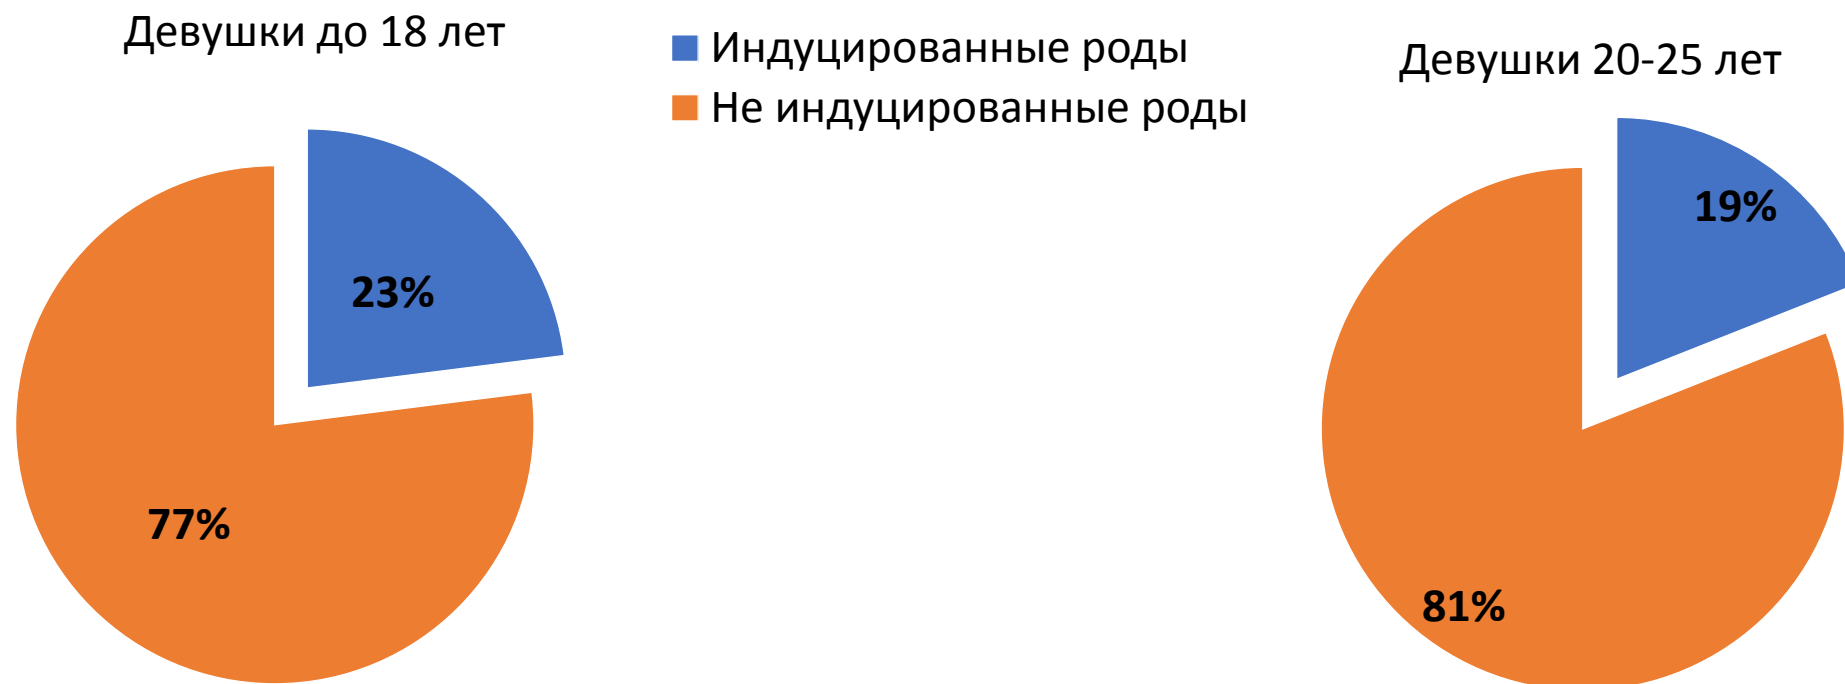 Девушки до 18 лет
Индуцированные роды
Не индуцированные роды
Девушки 20-25 лет
23%
77%
19%
81%